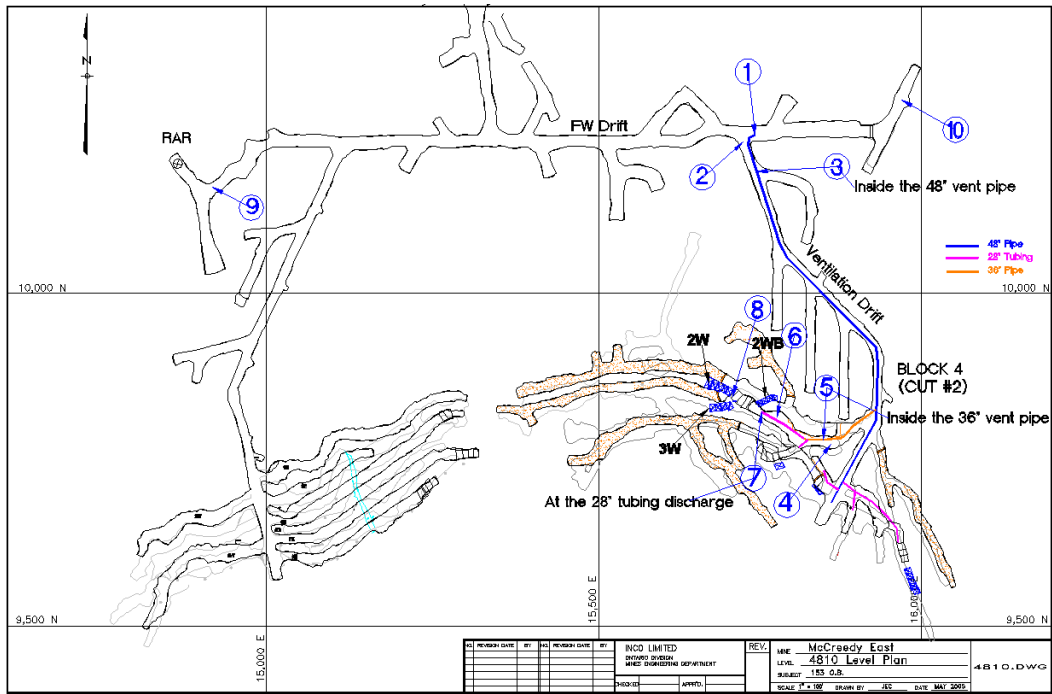 N
1
RAR
FW Drift
10
2
3
Inside the 48" vent pipe
9
48" Pipe
28" Tubing
36" Pipe
Ventilation Drift
10,000 N
10,000 N
8
2W
2WB
6
BLOCK 4
(CUT #2)
5
Inside the 36" vent pipe
3W
7
At the 28" tubing discharge
4
15,000 E
15,500 E
16,000 E
9,500 N
9,500 N
NO. REVISION DATE BY NO. REVISION DATE BY
INCO LIMITED
ONTARIO DIVISION
MINES ENGINEERING DEPARTMENT
CHECKED APPR'D.
REV.
MINE McCreedy East
LEVEL 4810 Level Plan
SUBJECT 153 O.B.
SCALE 1" = 100' DRAWN BY JEC DATE MAY 2005
4810.DWG